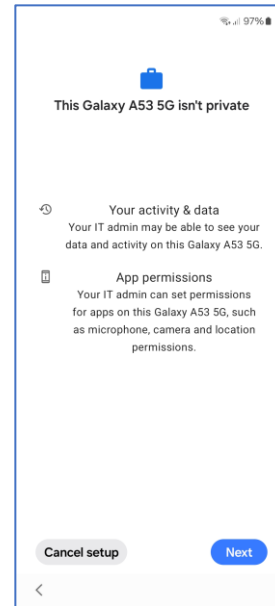 97%
This Galaxy A53 5G isn't private
Your activity & data
Your IT admin may be able to see your
data and activity on this Galaxy A53 5G.
App permissions
Your IT admin can set permissions
for apps on this Galaxy A53 5G, such
as microphone, camera and location
permissions.
Cancel setup
Next